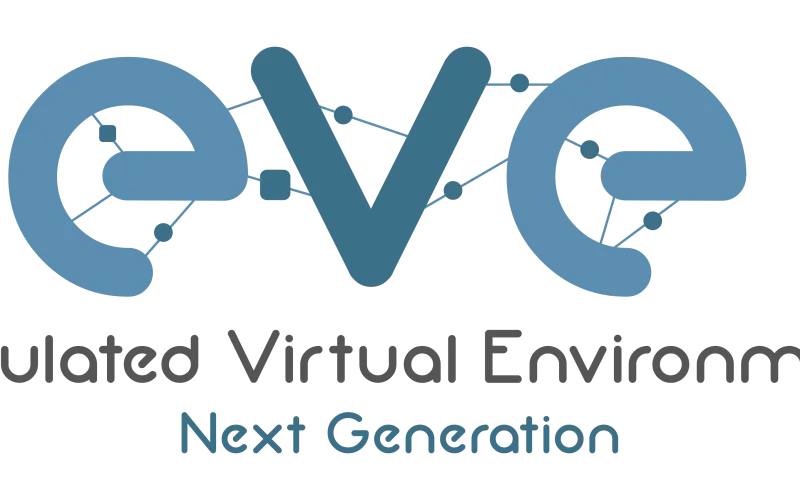 eve
ulated Virtual Environm
Next Generation